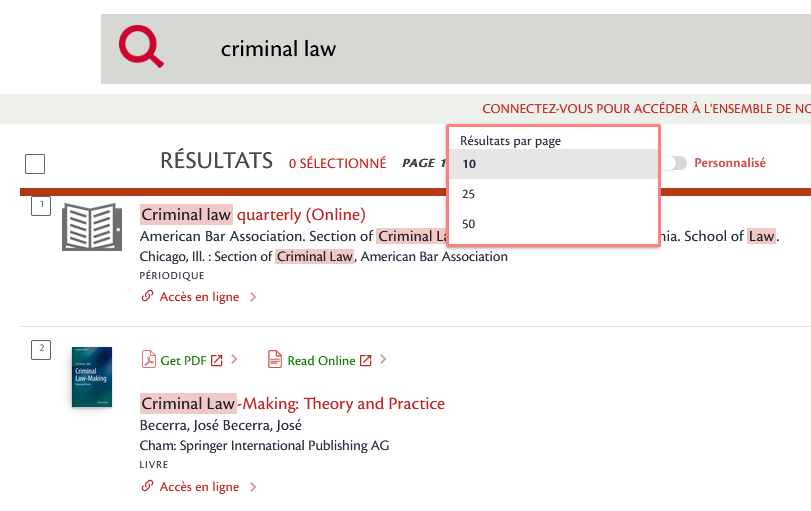 criminal law
CONNECTEZ-VOUS POUR ACCÉDER À L'ENSEMBLE DE NO
RÉSULTATS 0 SÉLECTIONNÉ PAGE 1
Résultats par page
10
25
50
Personnalisé
1
Criminal law quarterly (Online)
American Bar Association. Section of Criminal La nia. School of Law.
Chicago, Ill. : Section of Criminal Law, American Bar Association
PÉRIODIQUE
Accès en ligne
2
Criminal
Law-Making
Get PDF Read Online
Criminal Law-Making: Theory and Practice
Becerra, José Becerra, José
Cham: Springer International Publishing AG
LIVRE
Accès en ligne